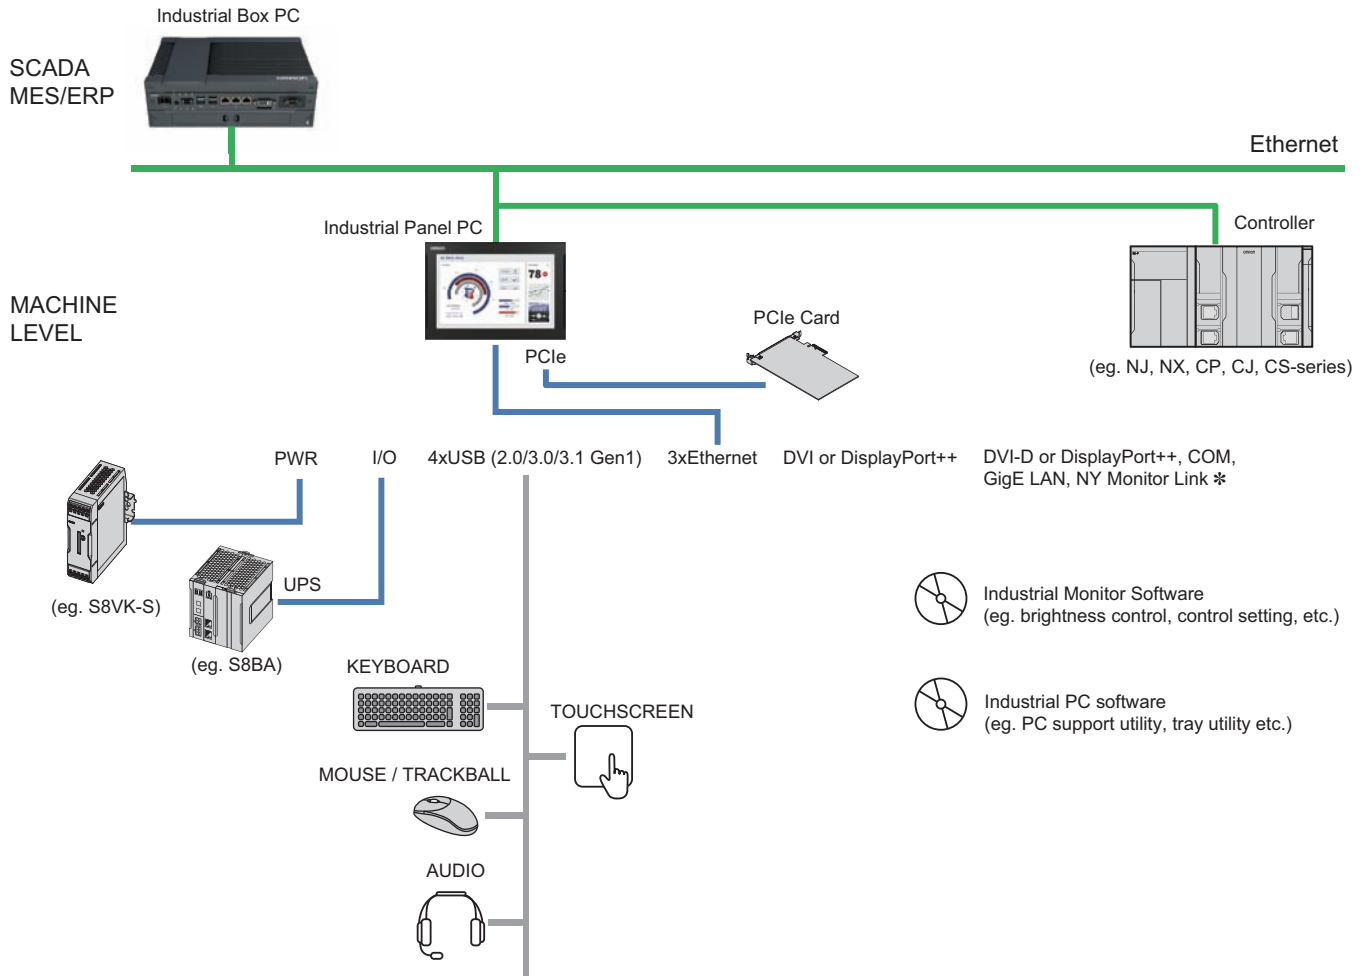 Industrial Box PC
SCADA
MES/ERP
Ethernet
Industrial Panel PC
Controller
MACHINE
LEVEL
78
PCIe Card
PCIe
(eg. NJ, NX, CP, CJ, CS-series)
PWR
I/O
4xUSB (2.0/3.0/3.1 Gen1)
3xEthernet
DVI or DisplayPort++
DVI-D or DisplayPort++, COM,
GigE LAN, NY Monitor Link ✻
UPS
(eg. S8VK-S)
(eg. S8BA)
Industrial Monitor Software
(eg. brightness control, control setting, etc.)
KEYBOARD
TOUCHSCREEN
Industrial PC software
(eg. PC support utility, tray utility etc.)
MOUSE / TRACKBALL
AUDIO